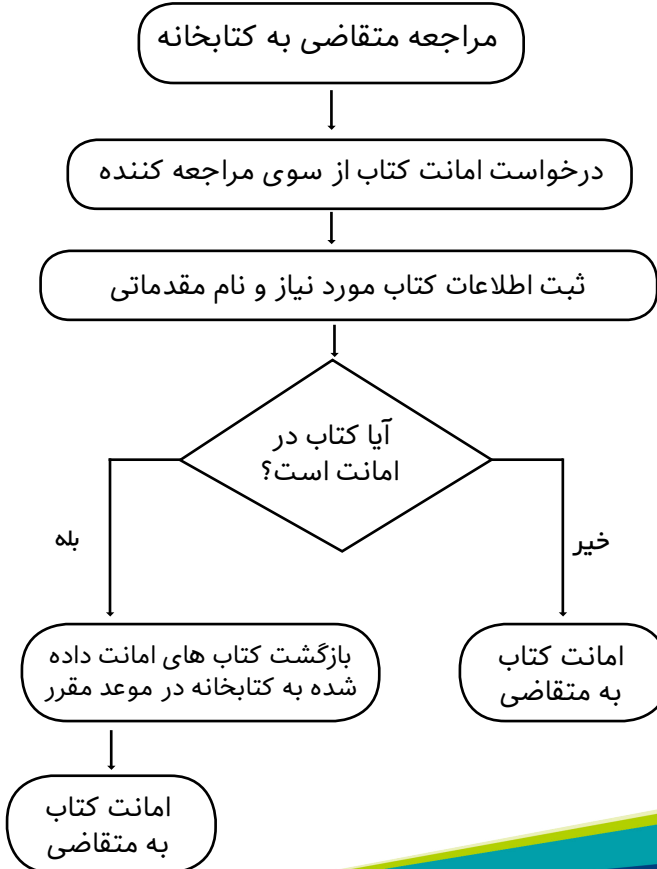 مراجعه متقاضی به کتابخانه
درخواست امانت کتاب از سوی مراجعه کننده
ثبت اطلاعات کتاب مورد نیاز و نام مقدماتی
آیا کتاب در
امانت است؟
خیر
بله
امانت کتاب
به متقاضی
بازگشت کتاب های امانت داده
شده به کتابخانه در موعد مقرر
امانت کتاب
به متقاضی